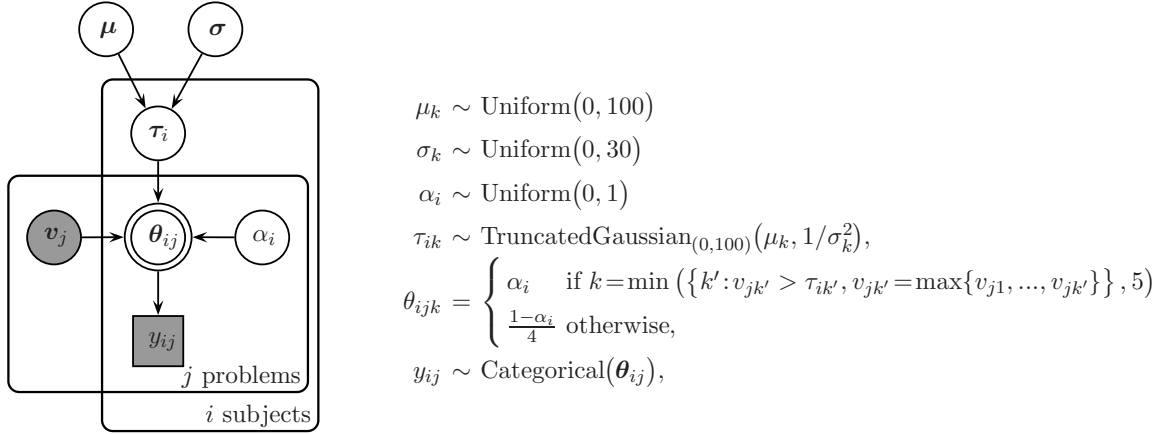 μ σ
τ_i
v_j θ_ij α_i
y_ij
j problems
i subjects
μ_k ∼ Uniform(0, 100)
σ_k ∼ Uniform(0, 30)
α_i ∼ Uniform(0, 1)
τ_ik ∼ TruncatedGaussian_(0,100)(μ_k, 1/σ_k^2),
θ_ijk = { α_i if k = min ({k′ : v_jk′ > τ_ik′, v_jk′ = max{v_j1, ..., v_jk′}}, 5)
(1−α_i)/4 otherwise,
y_ij ∼ Categorical(θ_ij),